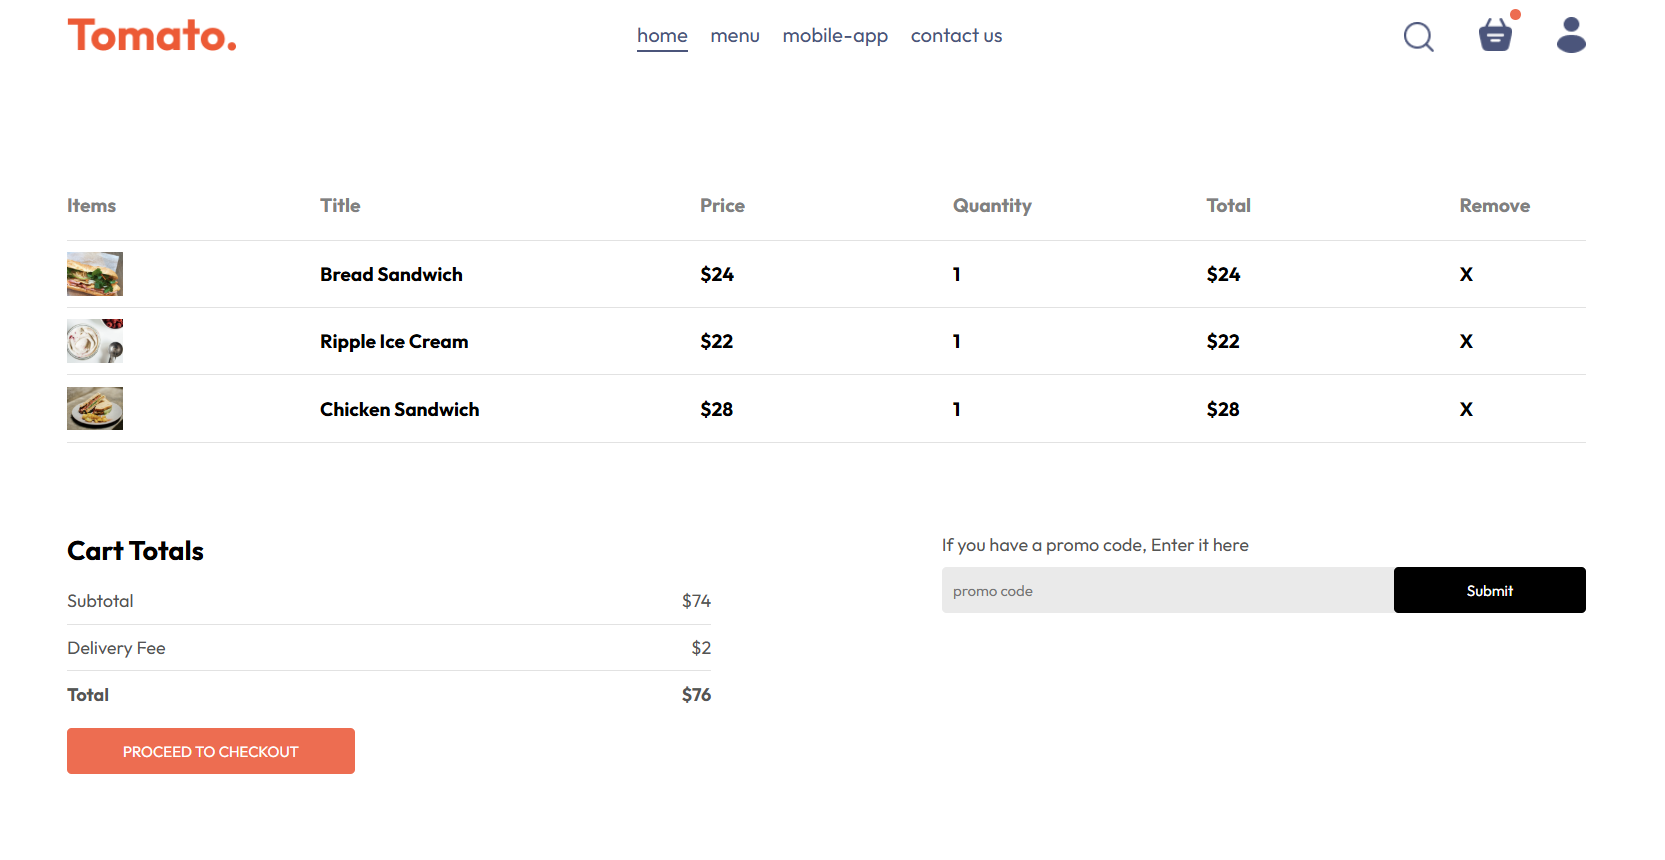 Tomato.
home menu mobile-app contact us
Items Title Price Quantity Total Remove
Bread Sandwich $24 1 $24 X
Ripple Ice Cream $22 1 $22 X
Chicken Sandwich $28 1 $28 X
Cart Totals
Subtotal $74
Delivery Fee $2
Total $76
PROCEED TO CHECKOUT
If you have a promo code, Enter it here
promo code Submit